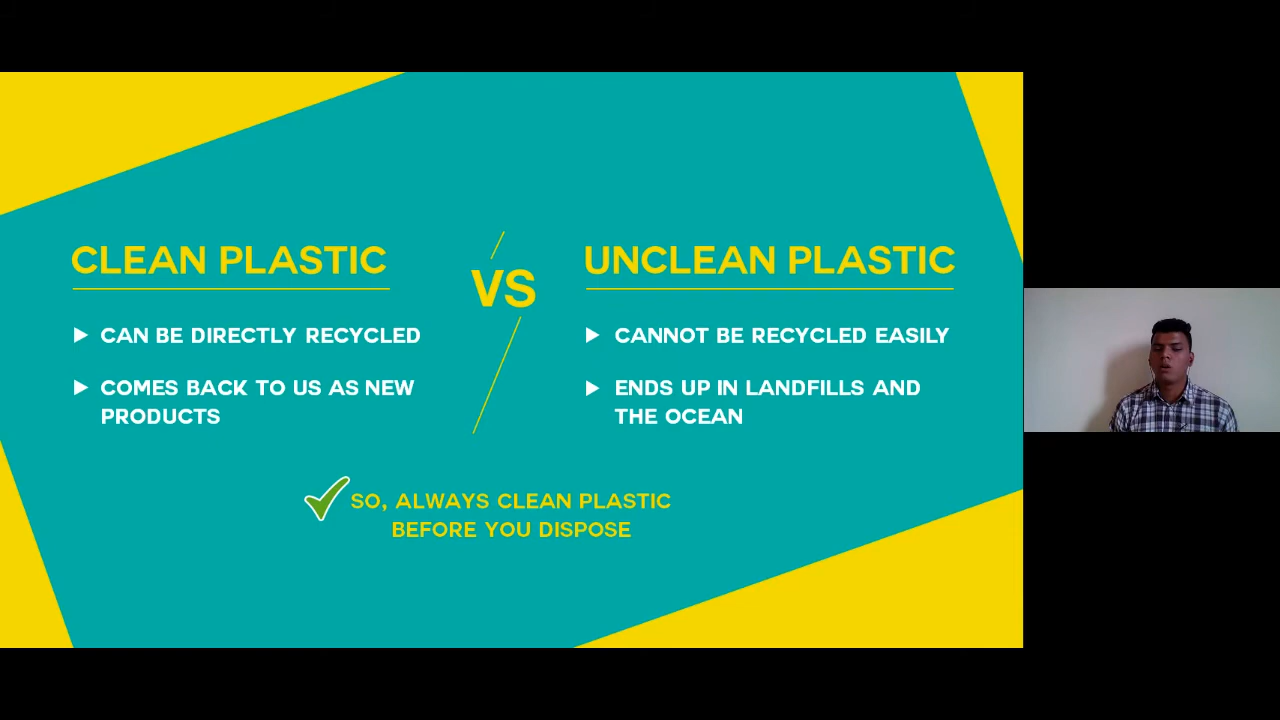 CLEAN PLASTIC
CAN BE DIRECTLY RECYCLED
COMES BACK TO US AS NEW
PRODUCTS
VS
UNCLEAN PLASTIC
CANNOT BE RECYCLED EASILY
ENDS UP IN LANDFILLS AND
THE OCEAN
SO, ALWAYS CLEAN PLASTIC
BEFORE YOU DISPOSE